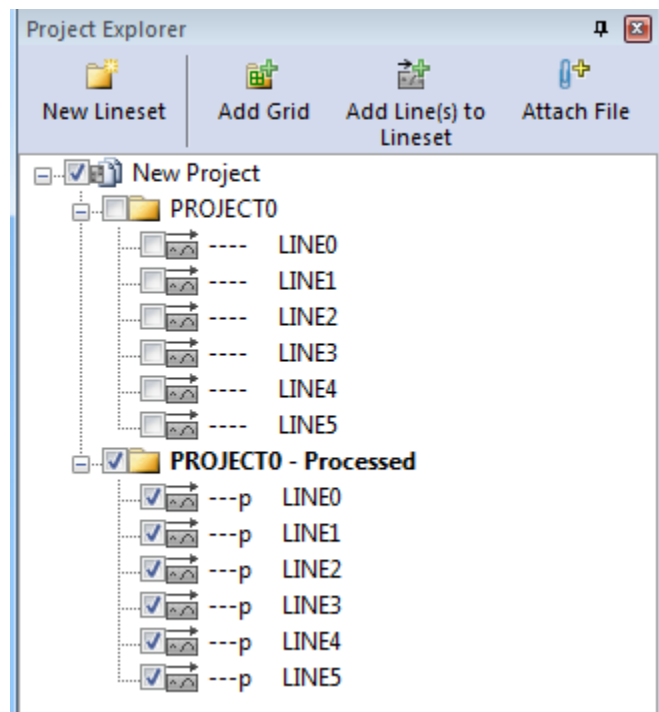 Project Explorer
New Lineset
Add Grid
Add Line(s) to
Lineset
Attach File
New Project
PROJECT0
---- LINE0
---- LINE1
---- LINE2
---- LINE3
---- LINE4
---- LINE5
PROJECT0 - Processed
---p LINE0
---p LINE1
---p LINE2
---p LINE3
---p LINE4
---p LINE5